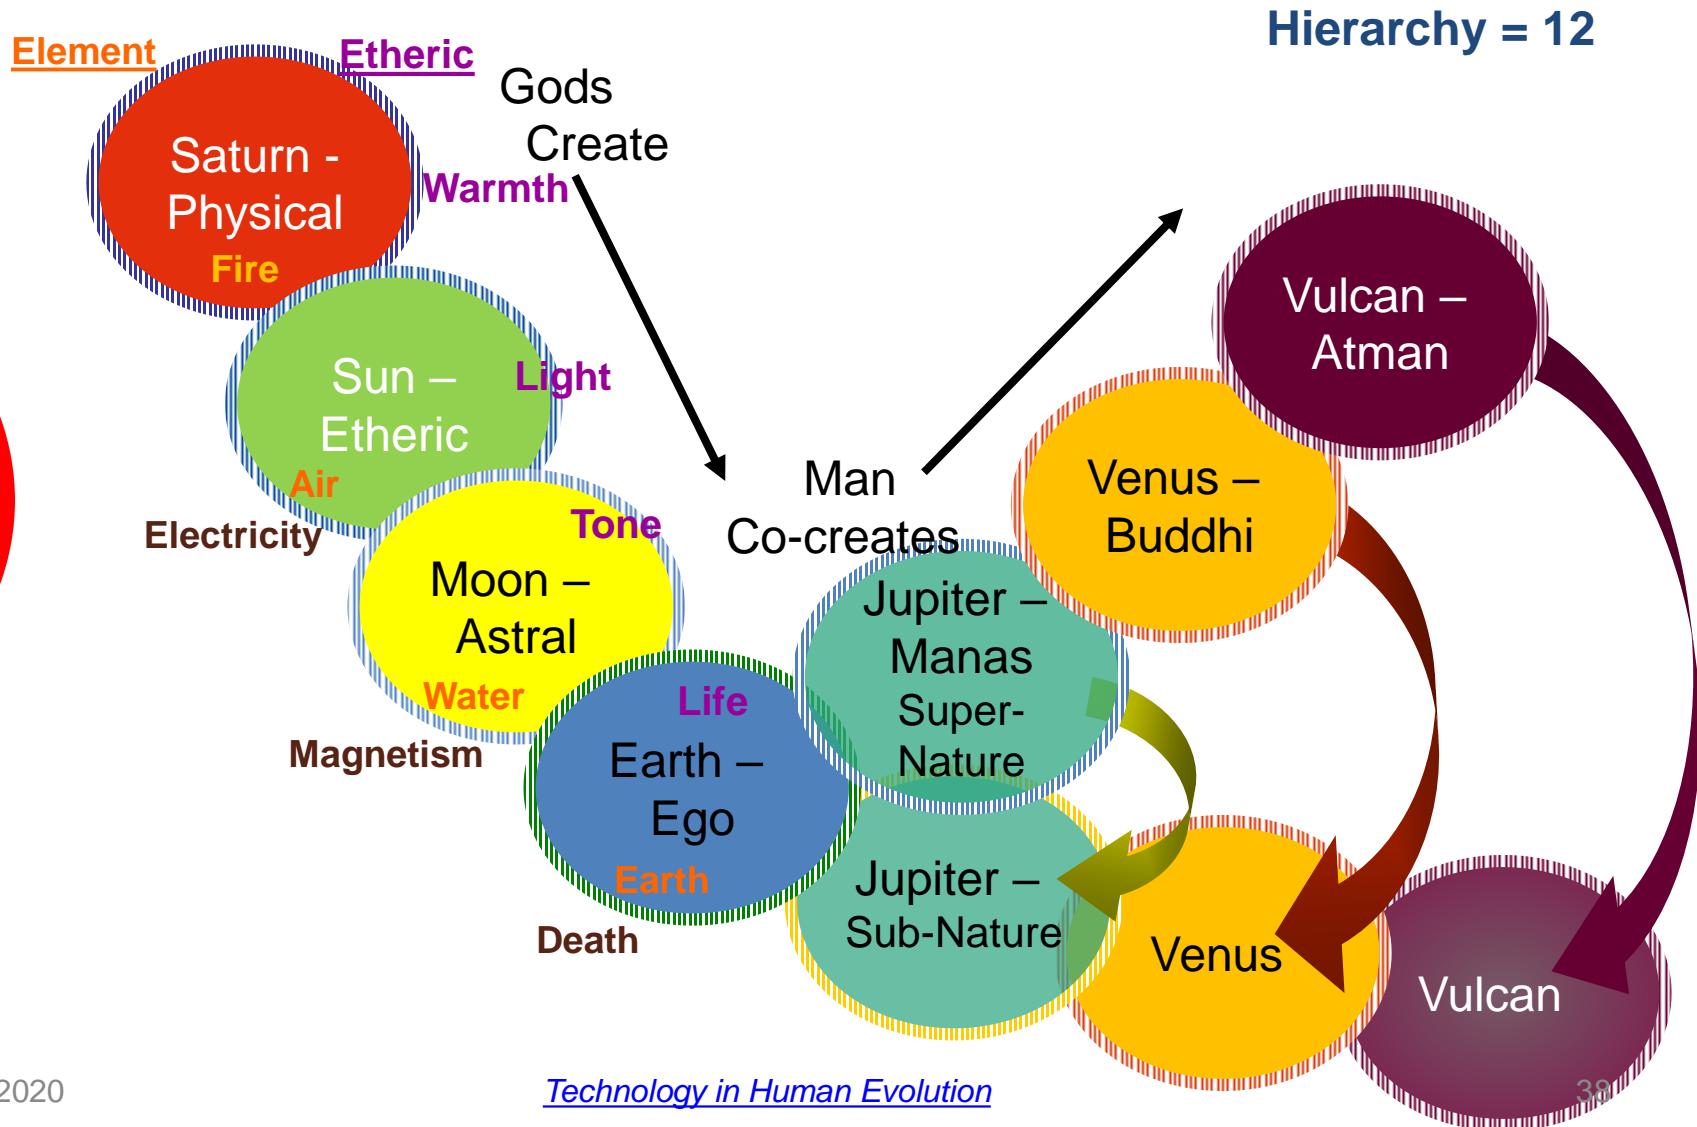 Hierarchy = 12
Element
Etheric
Gods
Create
Saturn -
Physical
Warmth
Fire
Sun –
Etheric
Light
Air
Electricity
Tone
Moon –
Astral
Water
Magnetism
Man
Co-creates
Life
Earth –
Ego
Earth
Death
Jupiter –
Manas
Super-
Nature
Venus –
Buddhi
Vulcan –
Atman
Jupiter –
Sub-Nature
Venus
Vulcan
2020
Technology in Human Evolution
38